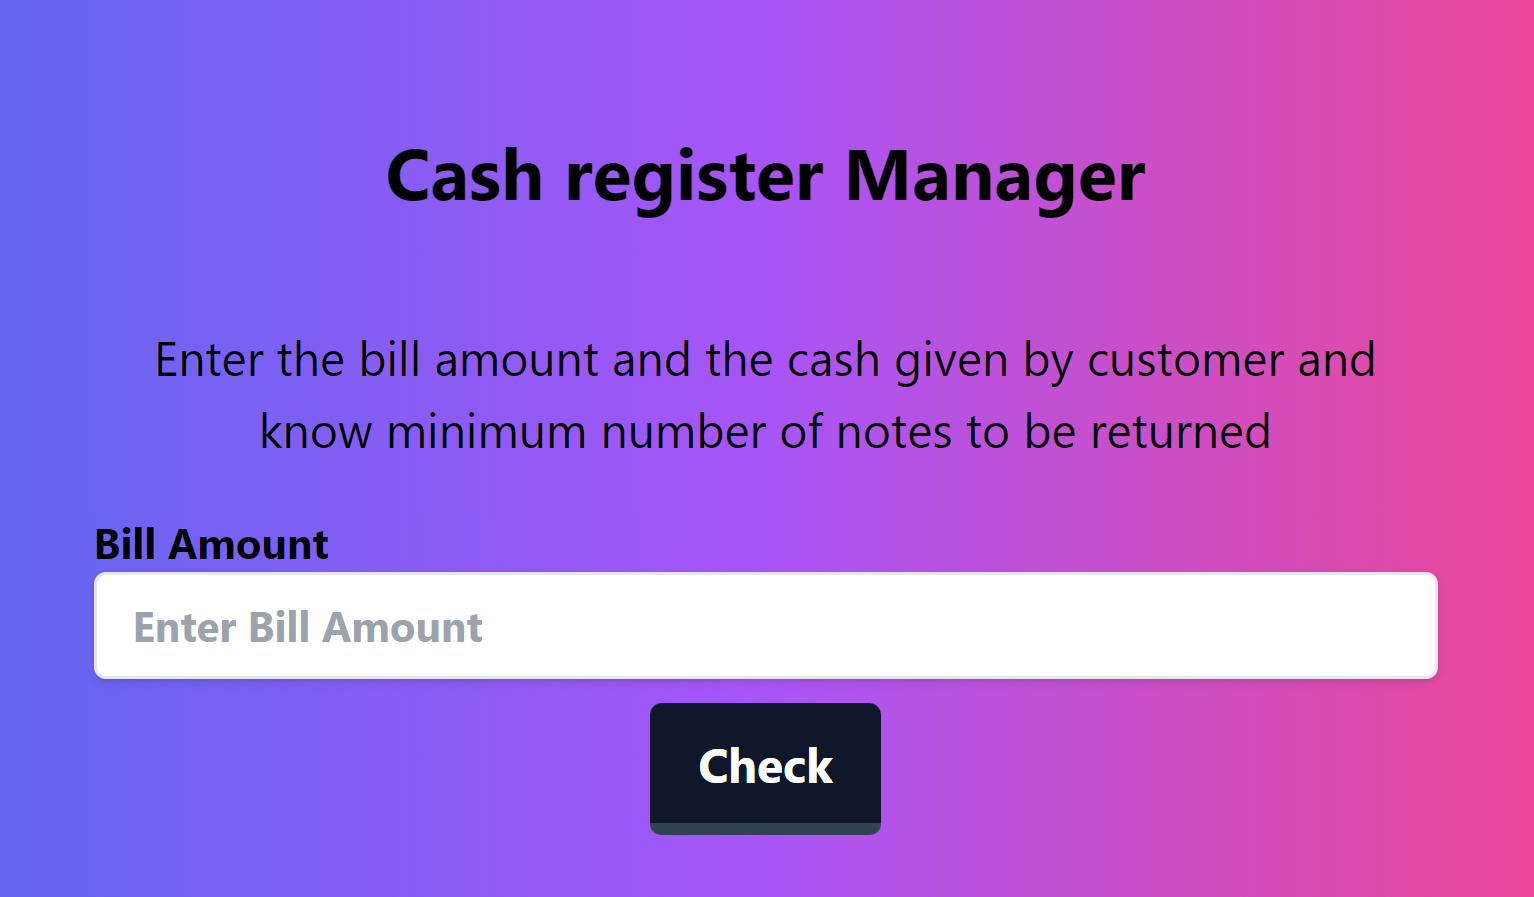 Cash register Manager
Enter the bill amount and the cash given by customer and
know minimum number of notes to be returned
Bill Amount
Enter Bill Amount
Check